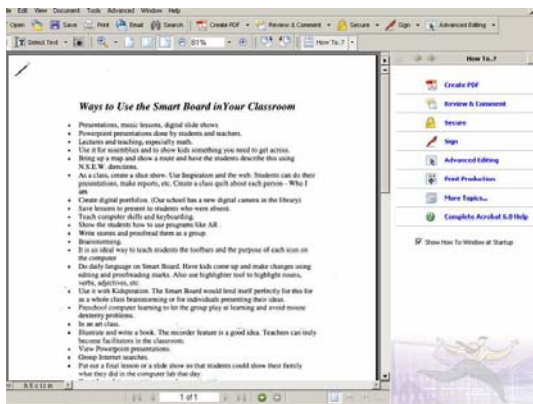 File Edit View Document Tools Advanced Window Help
Open Save Print Email Search Create PDF Review & Comment Secure Sign Advanced Editing
Select Text 81% How To..?
How To..?
Ways to Use the Smart Board in Your Classroom
Presentations, music lessons, digital slide shows
Powerpoint presentations done by students and teachers.
Lectures and teaching, especially math.
Use it for assemblies and to show kids something you need to get across.
Bring up a map and show a route and have the students describe this using
N.S.E.W. directions.
As a class, create a slide show. Use Inspiration and the web. Students can do their
presentations, make reports, etc. Create a class quilt about each person - Who I
am
Create digital portfolios. (Our school has a new digital camera in the library)
Save lessons to present to students who were absent.
Teach computer skills and keyboarding.
Show the students how to use programs like AR.
Write stories and proofread them as a group.
Brainstorming.
It is an ideal way to teach students the toolbars and the purpose of each icon on
the computer
Do daily language on Smart Board. Have kids come up and make changes using
editing and proofreading marks. Also use highlighter tool to highlight nouns,
verbs, adjectives, etc.
Use it with Kidspiration. The Smart Board would lend itself perfectly for this for
as a whole class brainstorming or for individuals presenting their ideas.
Preschool computer learning to let the group play at learning and avoid mouse
dexterity problems.
In an art class.
Illustrate and write a book. The recorder feature is a good idea. Teachers can truly
become facilitators in the classroom.
View Powerpoint presentations.
Group Internet searches.
Put out a final lesson or a slide show so that students could show their family
what they did in the computer lab that day.
Create PDF
Review & Comment
Secure
Sign
Advanced Editing
Print Production
More Topics...
Complete Acrobat 6.0 Help
Show How To Window at Startup
8.5 x 11 in
1 of 1